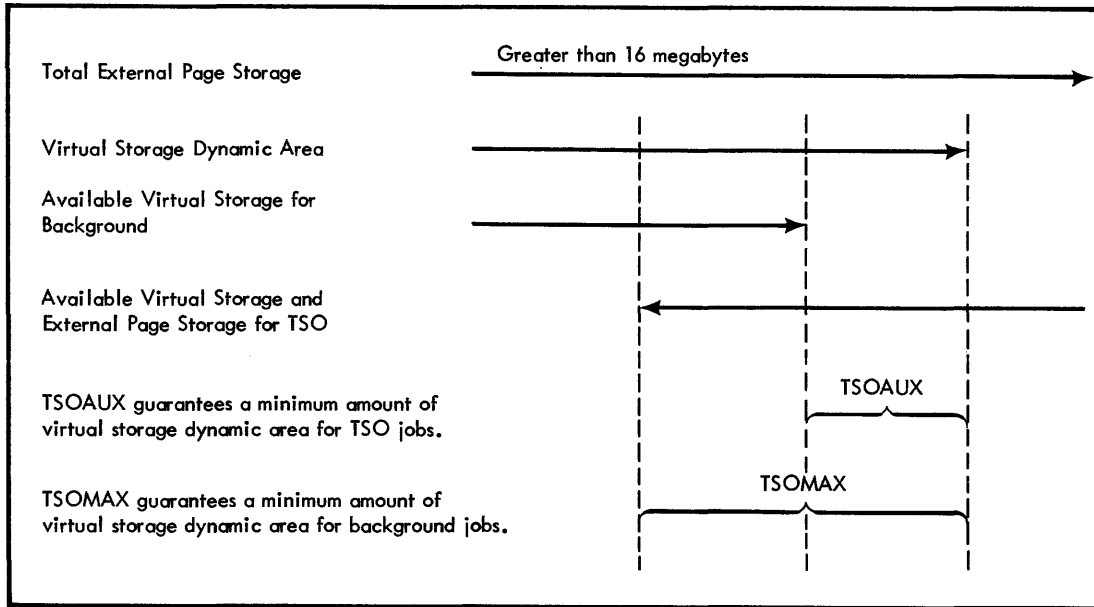 Greater than 16 megabytes
Total External Page Storage
Virtual Storage Dynamic Area
Available Virtual Storage for
Background
Available Virtual Storage and
External Page Storage for TSO
TSOAUX
TSOAUX guarantees a minimum amount of
virtual storage dynamic area for TSO jobs.
TSOMAX
TSOMAX guarantees a minimum amount of
virtual storage dynamic area for background jobs.